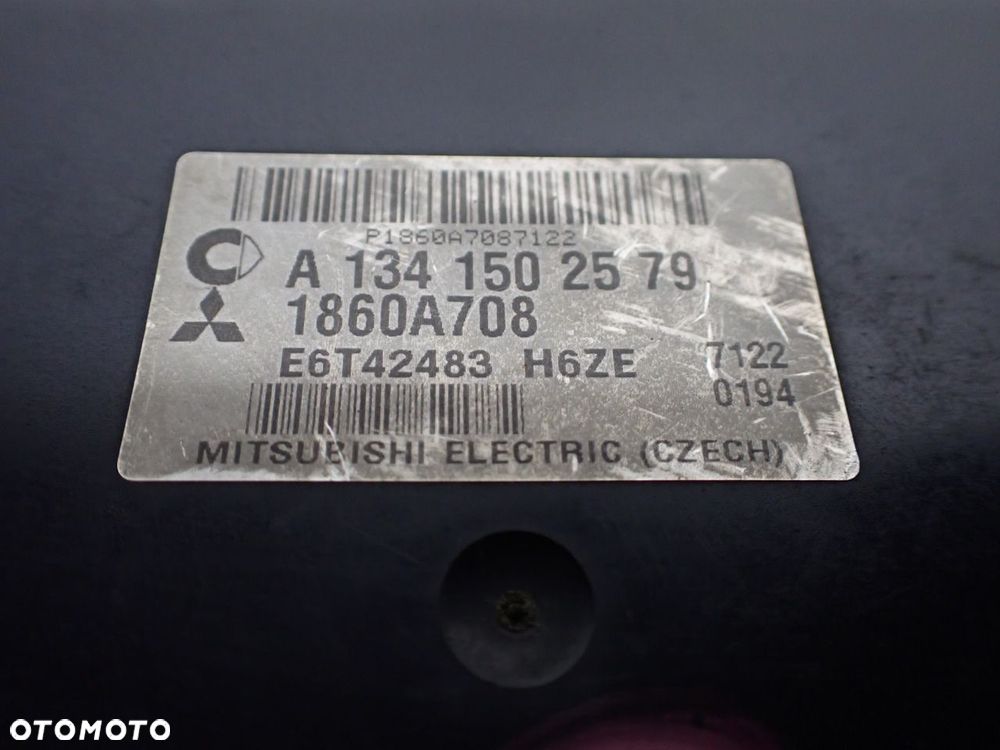 P1860A7087122
A 134 150 25 79
1860A708
E6T42483 H6ZE 7122
0194
MITSUBISHI ELECTRIC (CZECH)
OTOMOTO